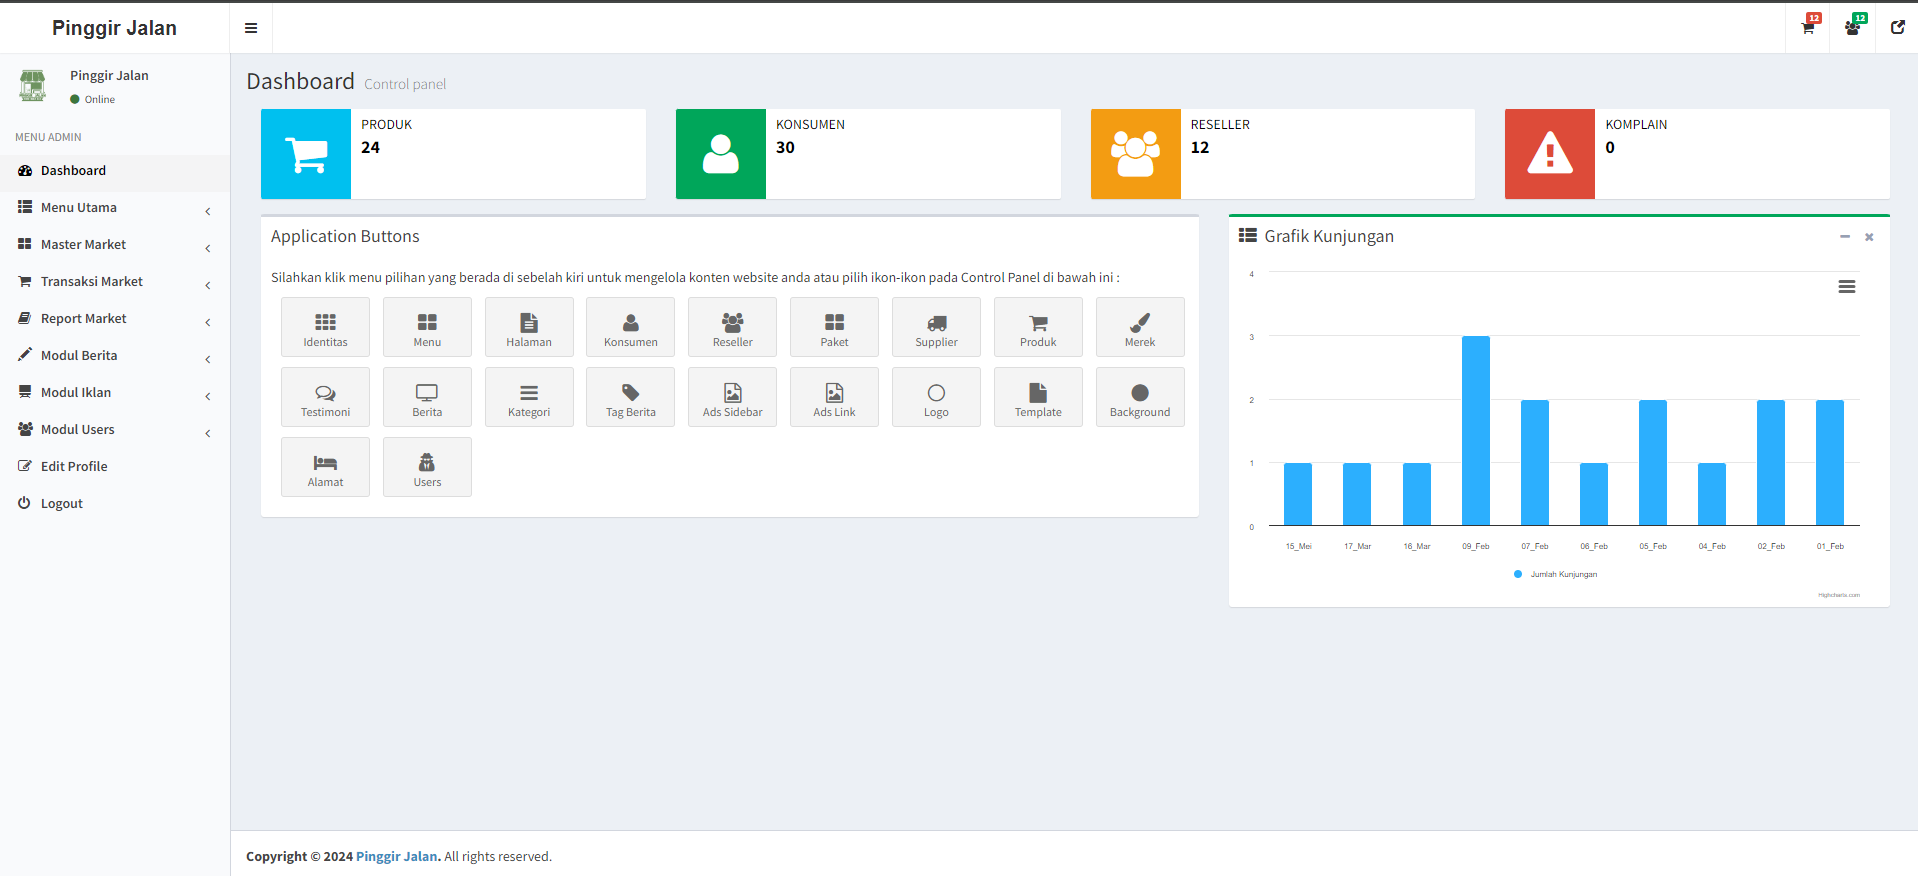 Pinggir Jalan
12
12
Pinggir Jalan
Online
MENU ADMIN
Dashboard
Menu Utama
Master Market
Transaksi Market
Report Market
Modul Berita
Modul Iklan
Modul Users
Edit Profile
Logout
Dashboard Control panel
PRODUK
24
KONSUMEN
30
RESELLER
12
KOMPLAIN
0
Application Buttons
Silahkan klik menu pilihan yang berada di sebelah kiri untuk mengelola konten website anda atau pilih ikon-ikon pada Control Panel di bawah ini :
Identitas
Menu
Halaman
Konsumen
Reseller
Paket
Supplier
Produk
Merek
Testimoni
Berita
Kategori
Tag Berita
Ads Sidebar
Ads Link
Logo
Template
Background
Alamat
Users
Grafik Kunjungan
4
3
2
1
0
15_Mei
17_Mar
16_Mar
09_Feb
07_Feb
06_Feb
05_Feb
04_Feb
02_Feb
01_Feb
Jumlah Kunjungan
Highcharts.com
Copyright © 2024 Pinggir Jalan. All rights reserved.